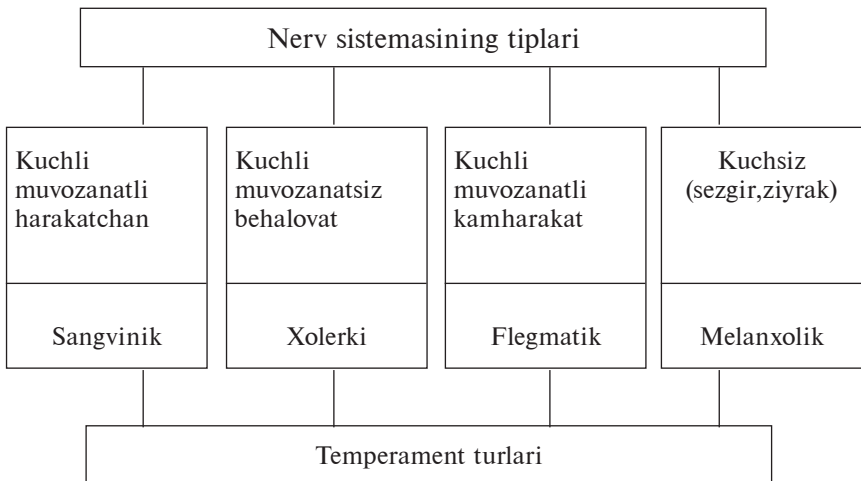 Nerv sistemasining tiplari
Kuchli
muvozanatli
harakatchan
Kuchli
muvozanatsiz
behalovat
Kuchli
muvozanatli
kamharakat
Kuchsiz
(sezgir,ziyrak)
Sangvinik
Xolerki
Flegmatik
Melanxolik
Temperament turlari